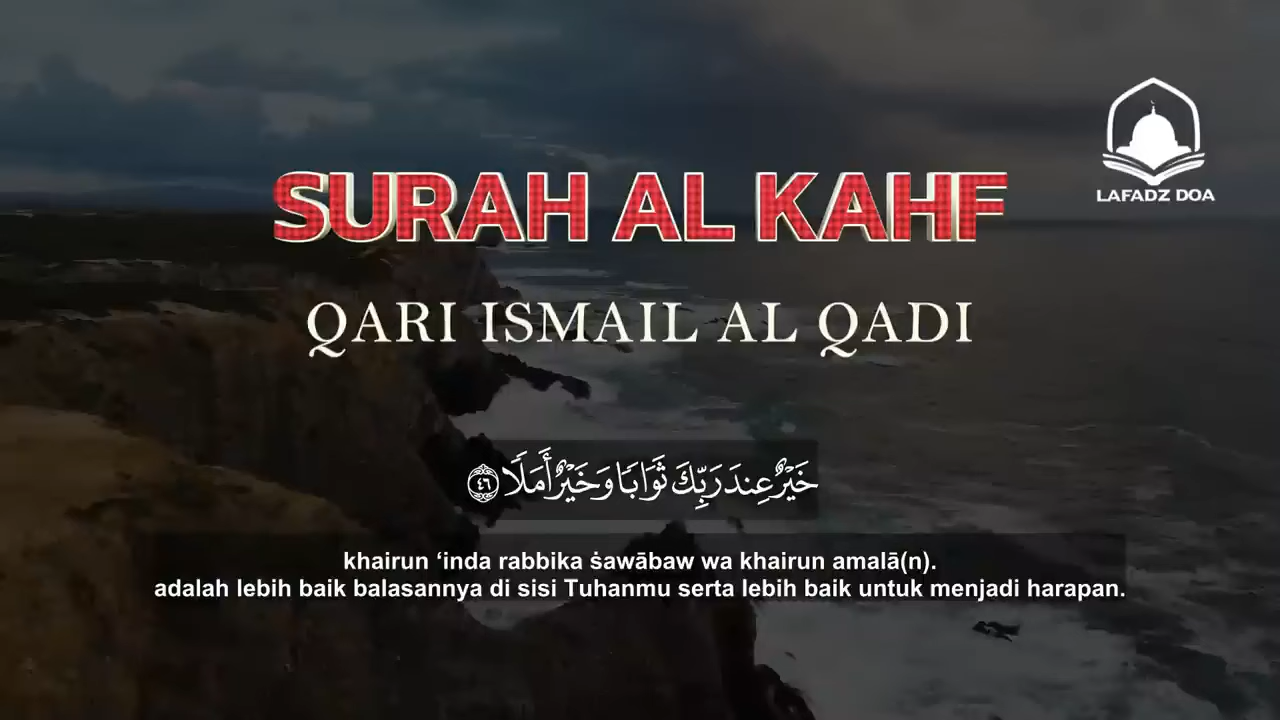 LAFADZ DOA
SURAH AL KAHF
QARI ISMAIL AL QADI
خَيْرٌ عِندَ رَبِّكَ ثَوَابًا وَخَيْرٌ أَمَلًا ٤٦
khairun ‘inda rabbika ṡawābaw wa khairun amalā(n).
adalah lebih baik balasannya di sisi Tuhanmu serta lebih baik untuk menjadi harapan.